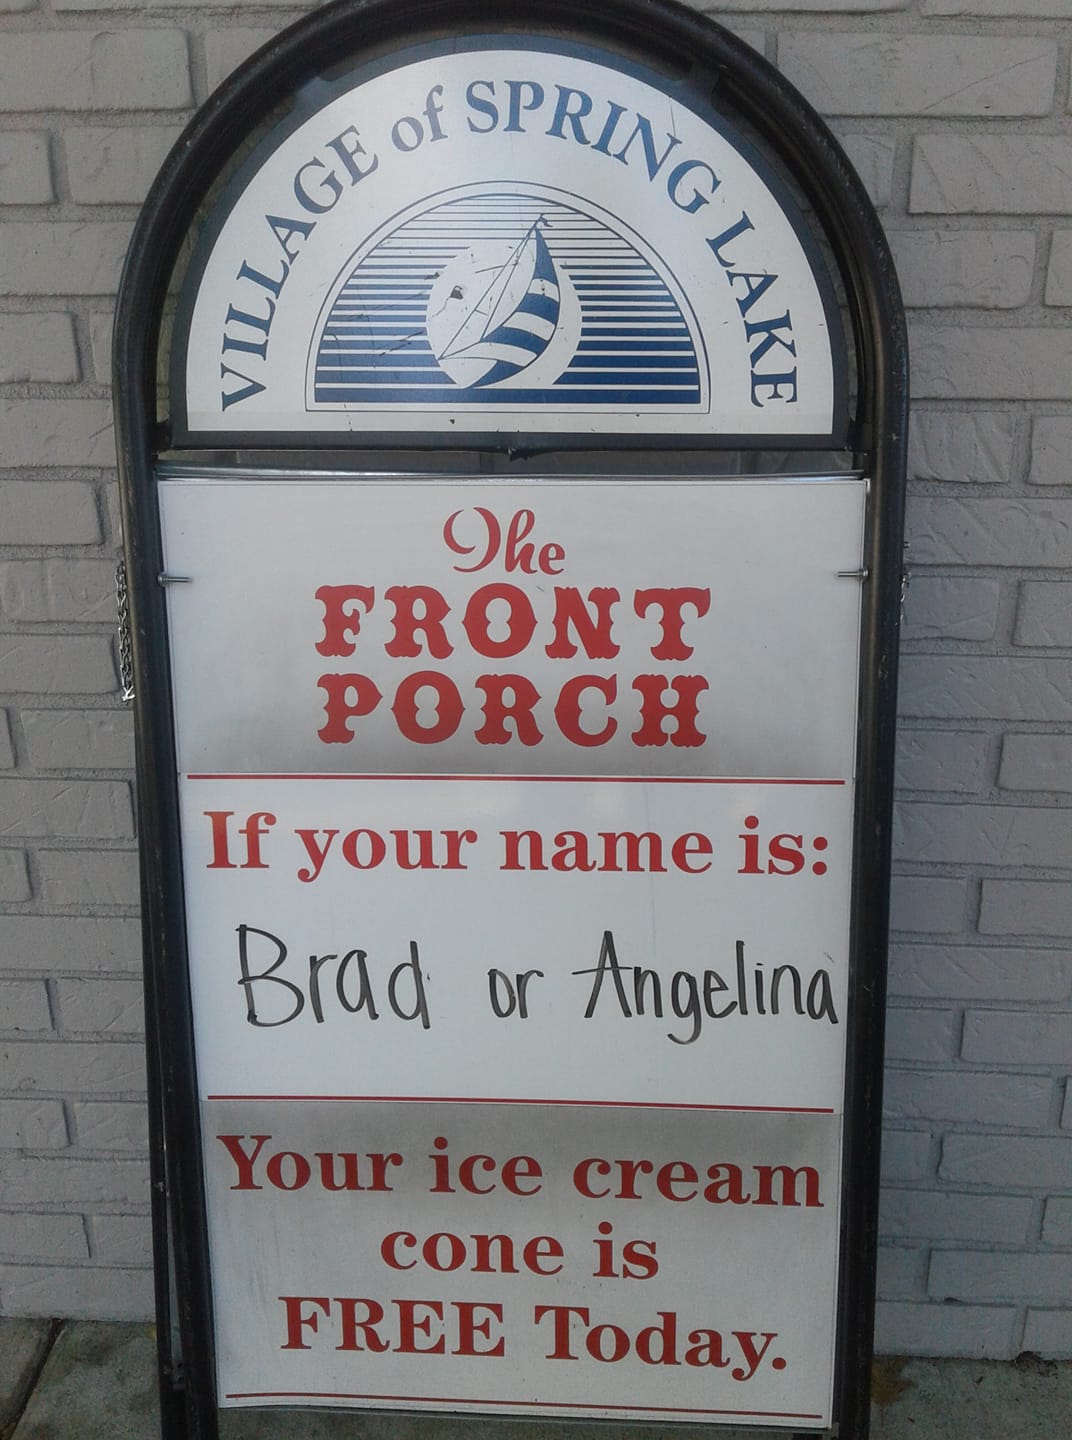 VILLAGE of SPRING LAKE
The
FRONT
PORCH
If your name is:
Brad or Angelina
Your ice cream
cone is
FREE Today.